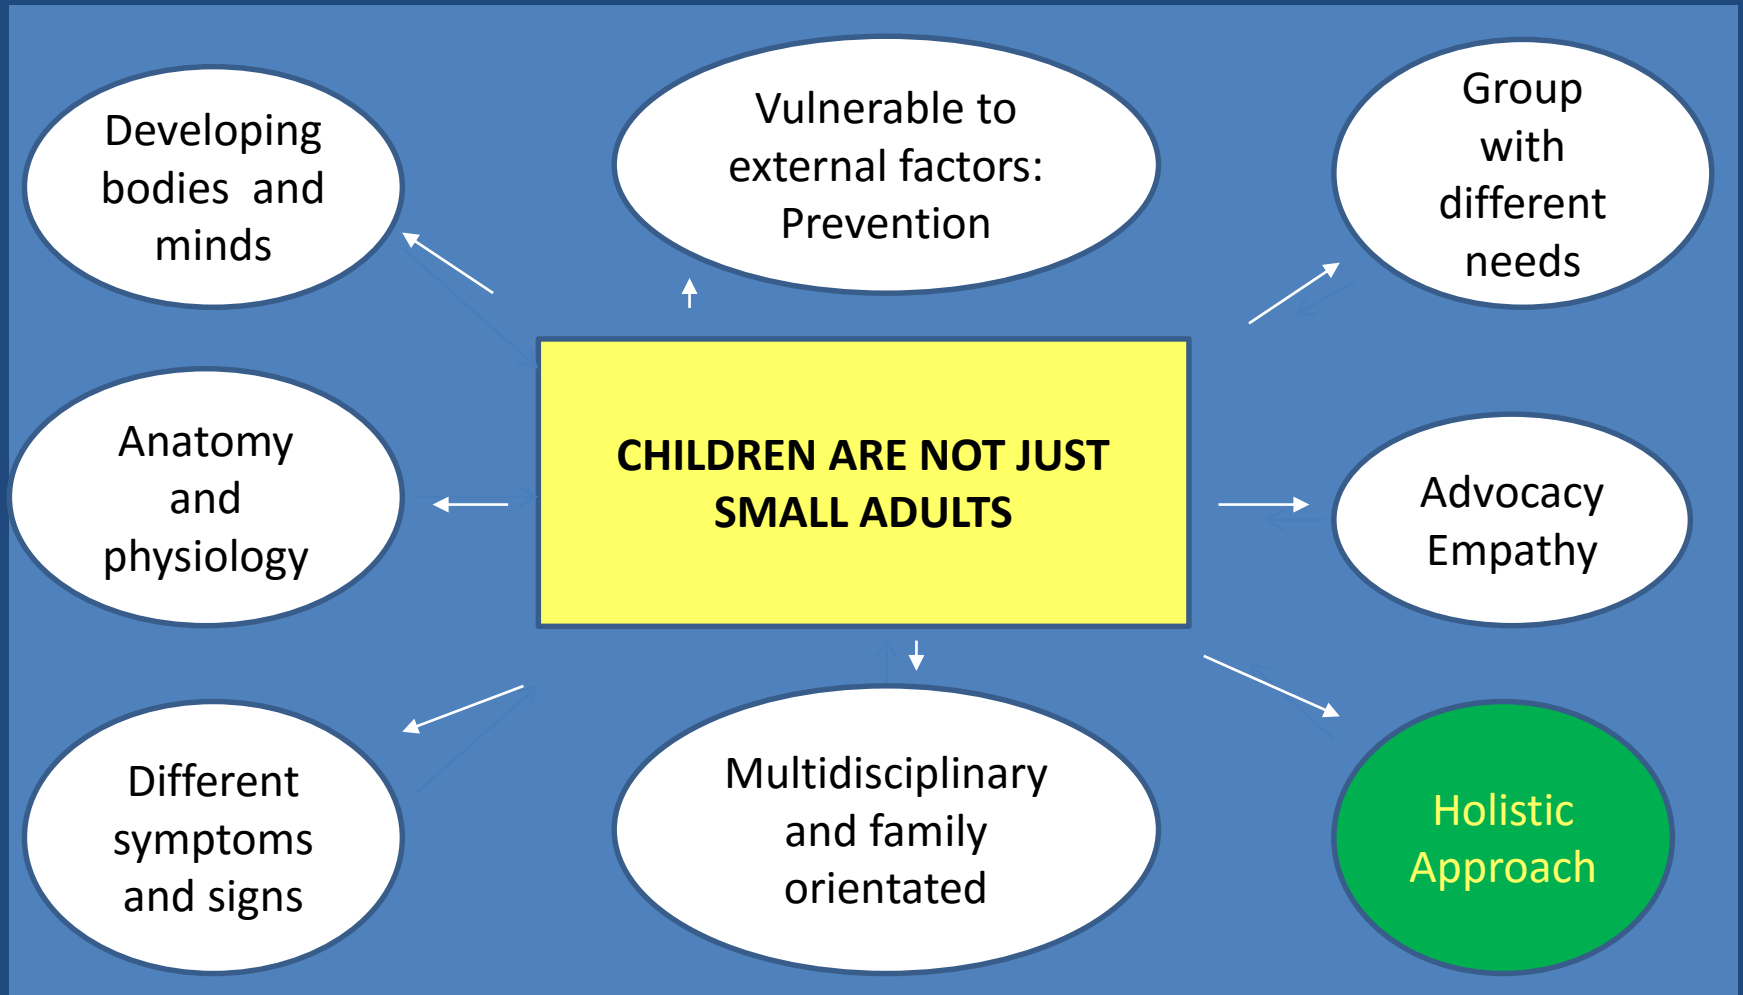 Developing
bodies and
minds
Vulnerable to
external factors:
Prevention
Group
with
different
needs
Anatomy
and
physiology
CHILDREN ARE NOT JUST
SMALL ADULTS
Advocacy
Empathy
Different
symptoms
and signs
Multidisciplinary
and family
orientated
Holistic
Approach